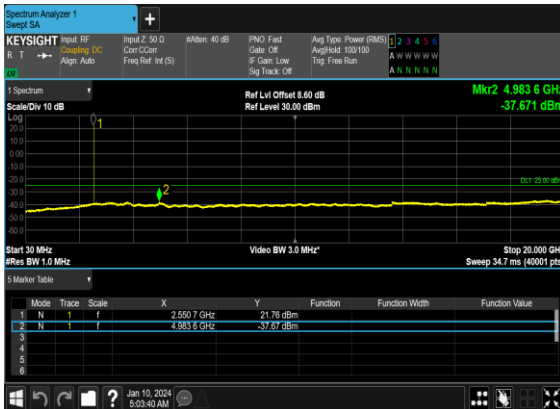 Spectrum Analyzer 1
Swept SA
+
KEYSIGHT Input: RF Input Z: 50 Ω #Atten: 40 dB PNO: Fast Avg Type: Power (RMS) 1 2 3 4 5 6
R T Coupling: DC Corr CCorr Gate: Off Avg|Hold: 100/100 A W W W W W
Align: Auto Freq Ref: Int (S) IF Gain: Low Trig: Free Run
LW Sig Track: Off A N N N N N
1 Spectrum
Scale/Div 10 dB
Ref Lvl Offset 8.60 dB
Ref Level 30.00 dBm
Mkr2 4.983 6 GHz
-37.671 dBm
Log
20.0
10.0
0.00
-10.0
-20.0
-30.0
-40.0
-50.0
-60.0
1
2
DL1 -25.00 dBm
Start 30 MHz Video BW 3.0 MHz* Stop 20.000 GHz
#Res BW 1.0 MHz Sweep 34.7 ms (40001 pts)
5 Marker Table
Mode Trace Scale X Y Function Function Width Function Value
1 N 1 f 2.550 7 GHz 21.76 dBm
2 N 1 f 4.983 6 GHz -37.67 dBm
3
4
5
6
? Jan 10, 2024
5:03:40 AM